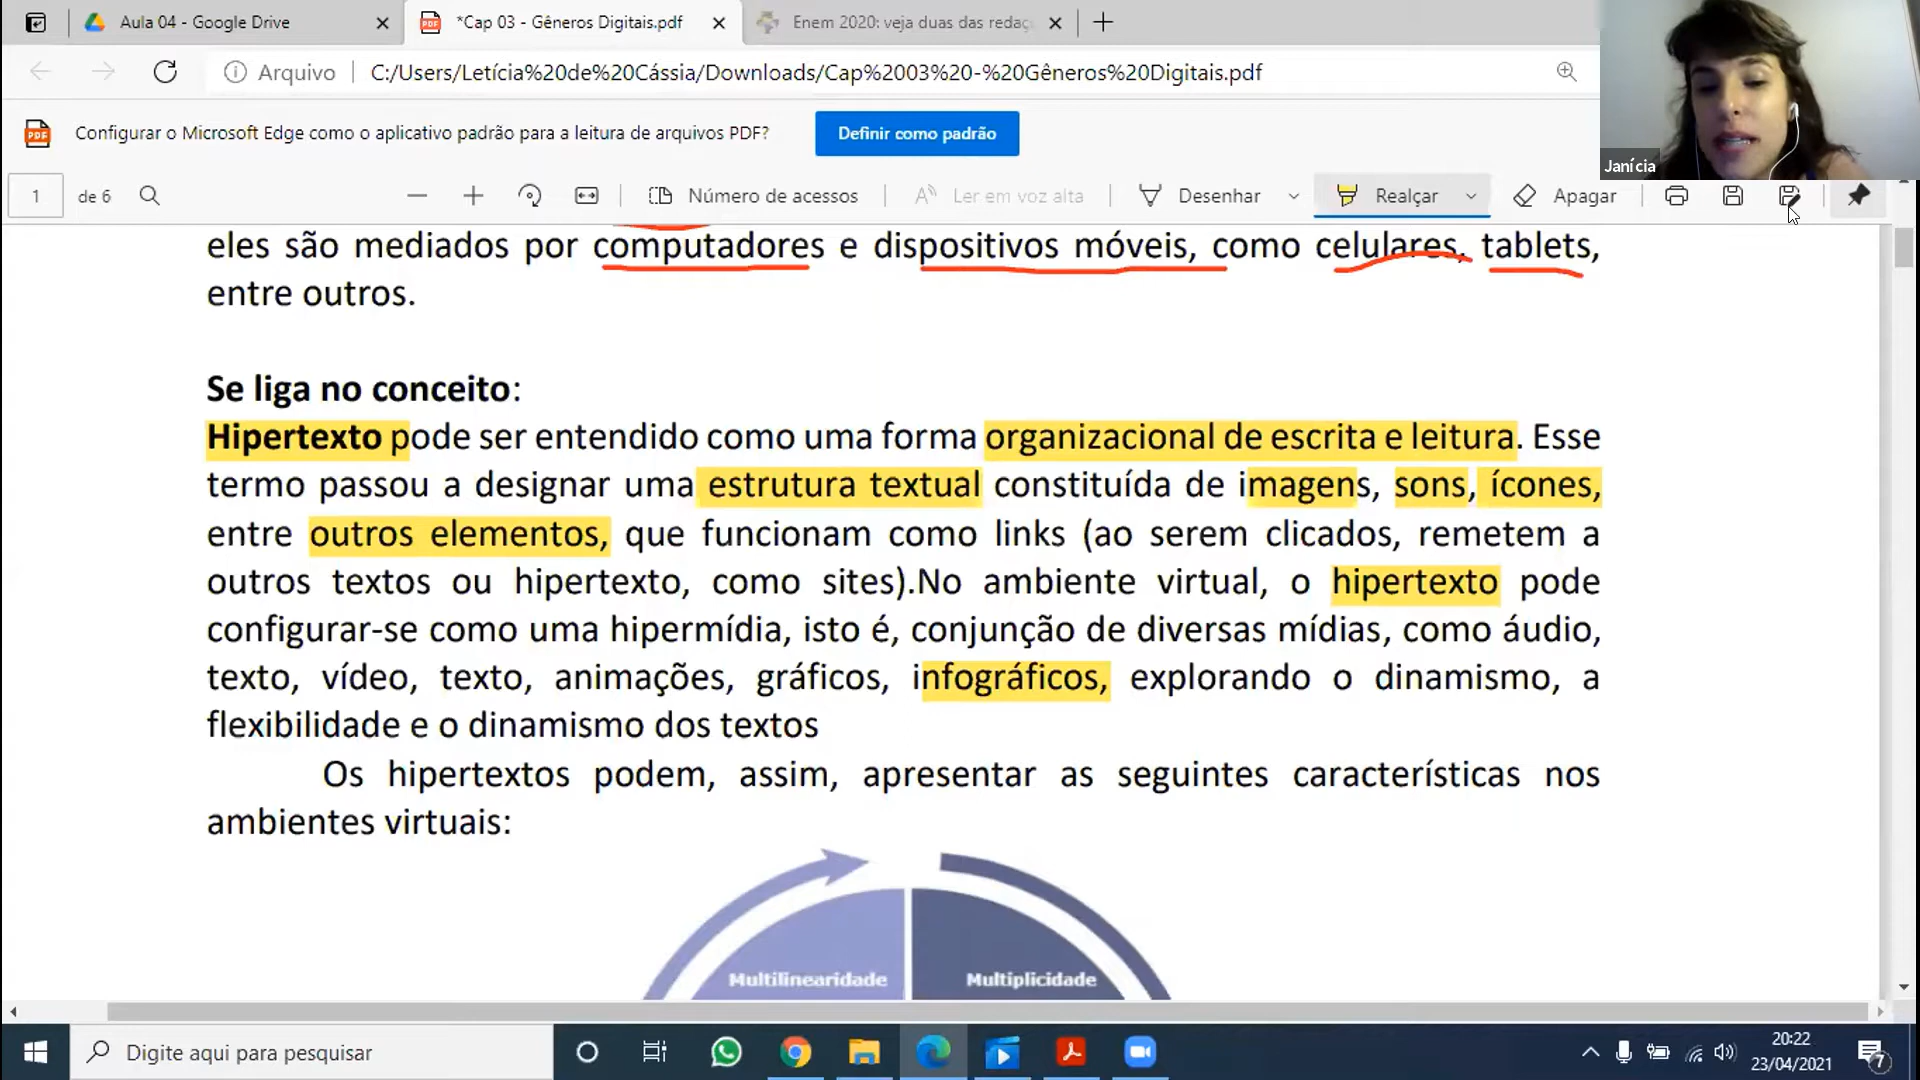 Aula 04 - Google Drive
*Cap 03 - Gêneros Digitais.pdf
Enem 2020: veja duas das redaç
Arquivo
C:/Users/Letícia%20de%20Cássia/Downloads/Cap%2003%20-%20Gêneros%20Digitais.pdf
Configurar o Microsoft Edge como o aplicativo padrão para a leitura de arquivos PDF?
Definir como padrão
Janícia
1 de 6
Número de acessos
Ler em voz alta
Desenhar
Realçar
Apagar
eles são mediados por computadores e dispositivos móveis, como celulares, tablets,
entre outros.
Se liga no conceito:
Hipertexto pode ser entendido como uma forma organizacional de escrita e leitura. Esse
termo passou a designar uma estrutura textual constituída de imagens, sons, ícones,
entre outros elementos, que funcionam como links (ao serem clicados, remetem a
outros textos ou hipertexto, como sites).No ambiente virtual, o hipertexto pode
configurar-se como uma hipermídia, isto é, conjunção de diversas mídias, como áudio,
texto, vídeo, texto, animações, gráficos, infográficos, explorando o dinamismo, a
flexibilidade e o dinamismo dos textos
Os hipertextos podem, assim, apresentar as seguintes características nos
ambientes virtuais:
Multilinearidade
Multiplicidade
Digite aqui para pesquisar
20:22
23/04/2021
7